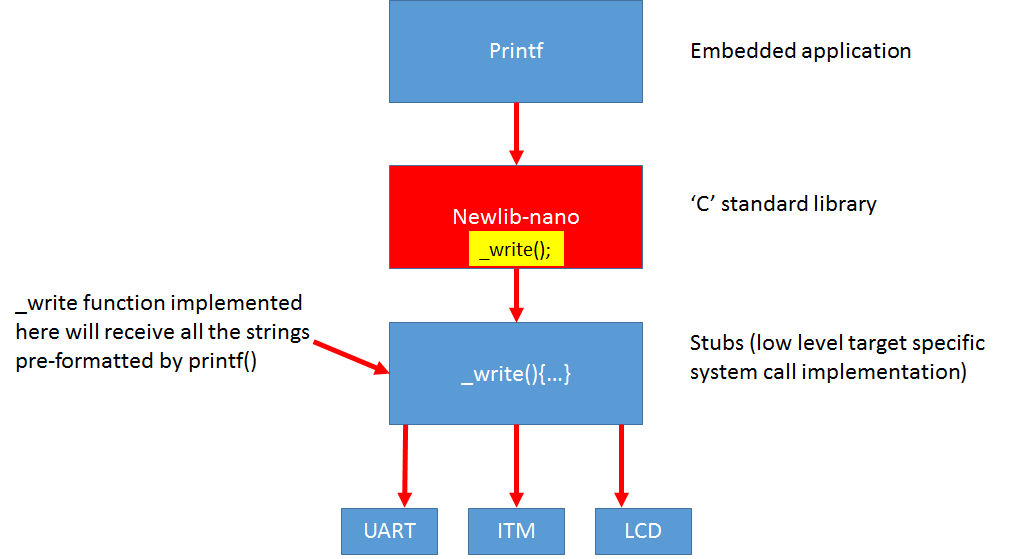 Printf
Embedded application
Newlib-nano
_write();
‘C’ standard library
_write function implemented
here will receive all the strings
pre-formatted by printf()
_write(){...}
Stubs (low level target specific
system call implementation)
UART
ITM
LCD